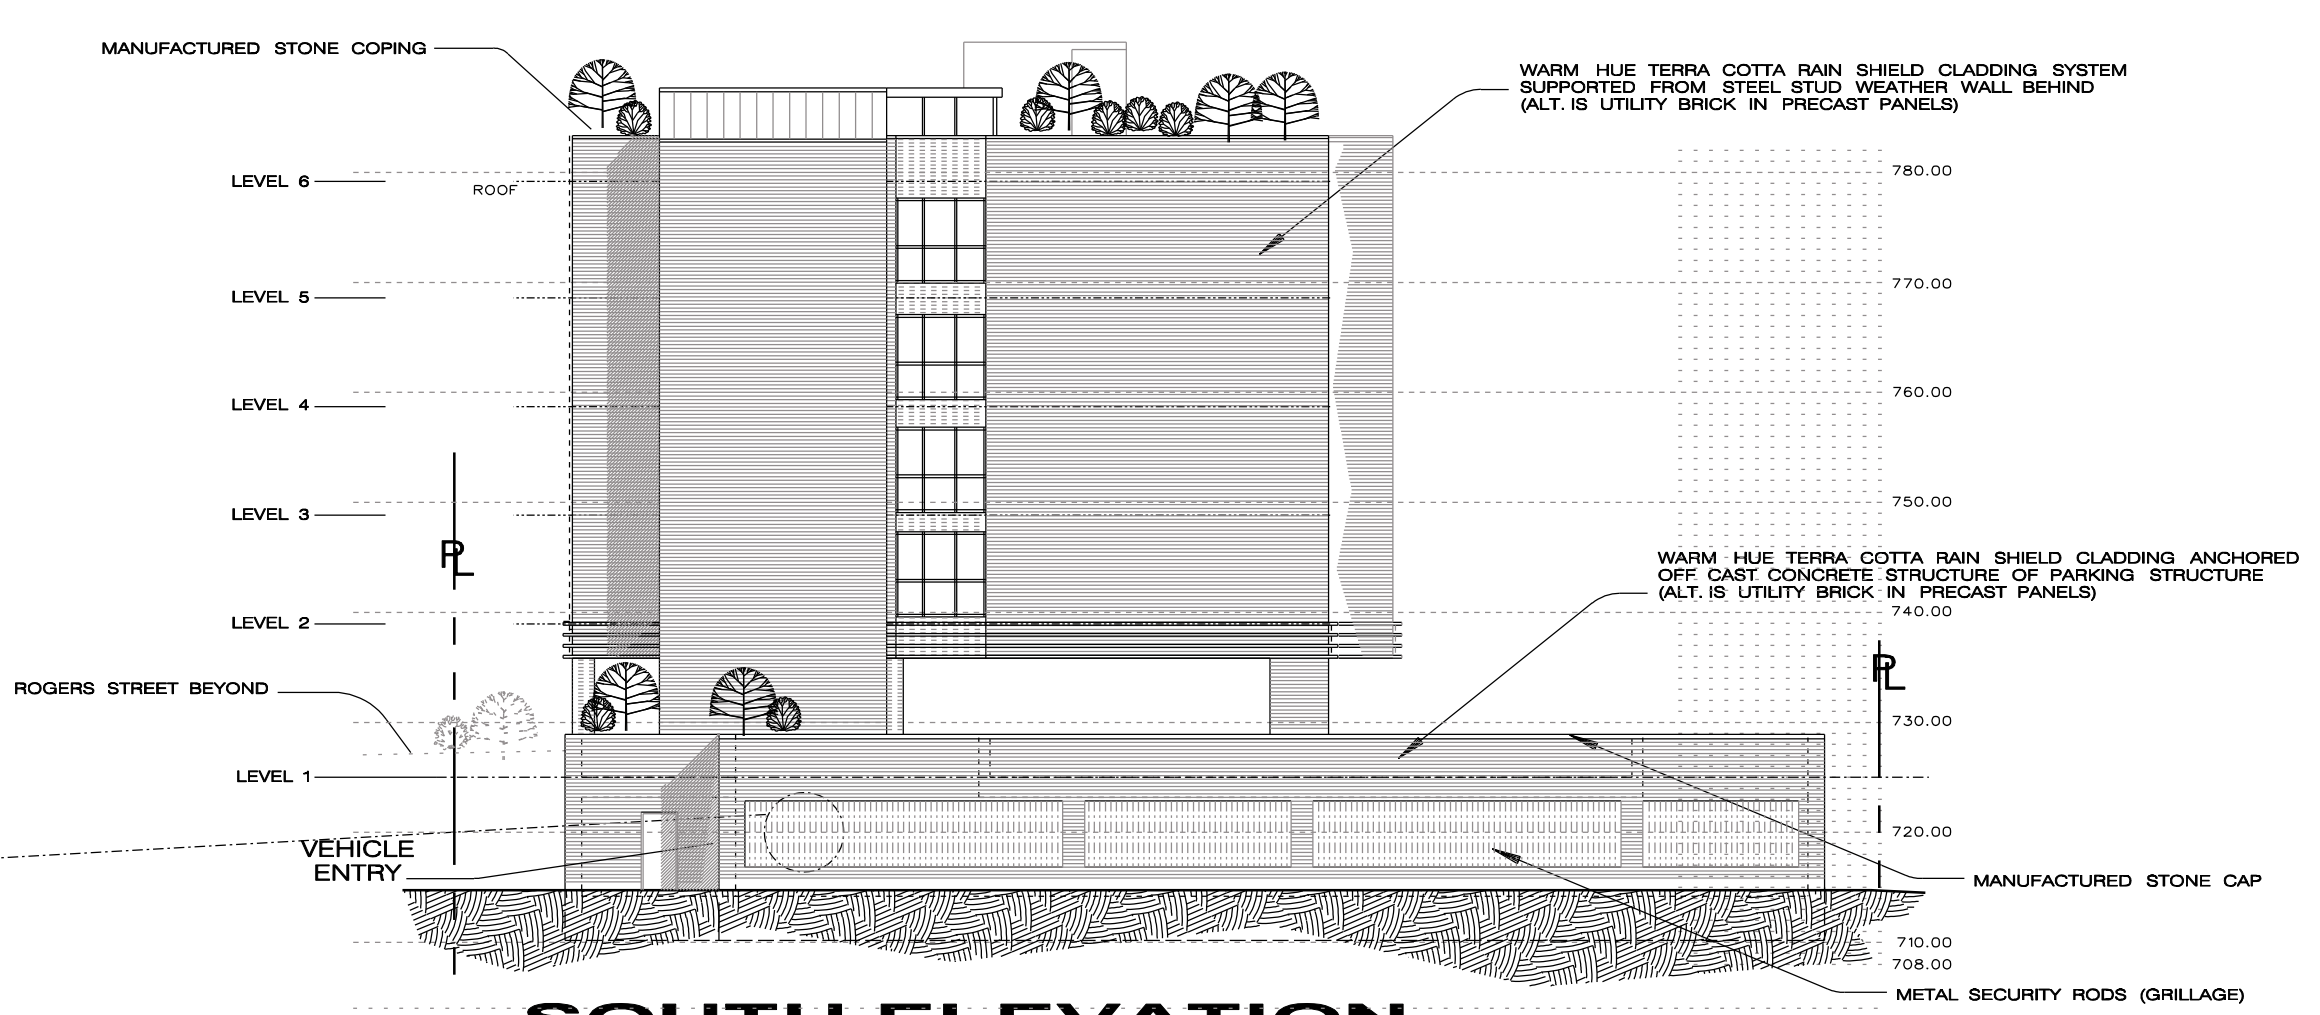 MANUFACTURED STONE COPING
WARM HUE TERRA COTTA RAIN SHIELD CLADDING SYSTEM
SUPPORTED FROM STEEL STUD WEATHER WALL BEHIND
(ALT. IS UTILITY BRICK IN PRECAST PANELS)
780.00
LEVEL 6
ROOF
770.00
LEVEL 5
760.00
LEVEL 4
750.00
LEVEL 3
PL
WARM HUE TERRA COTTA RAIN SHIELD CLADDING ANCHORED
OFF CAST CONCRETE STRUCTURE OF PARKING STRUCTURE
(ALT. IS UTILITY BRICK IN PRECAST PANELS)
740.00
LEVEL 2
PL
ROGERS STREET BEYOND
730.00
LEVEL 1
720.00
VEHICLE
ENTRY
MANUFACTURED STONE CAP
710.00
708.00
METAL SECURITY RODS (GRILLAGE)
SOUTH ELEVATION